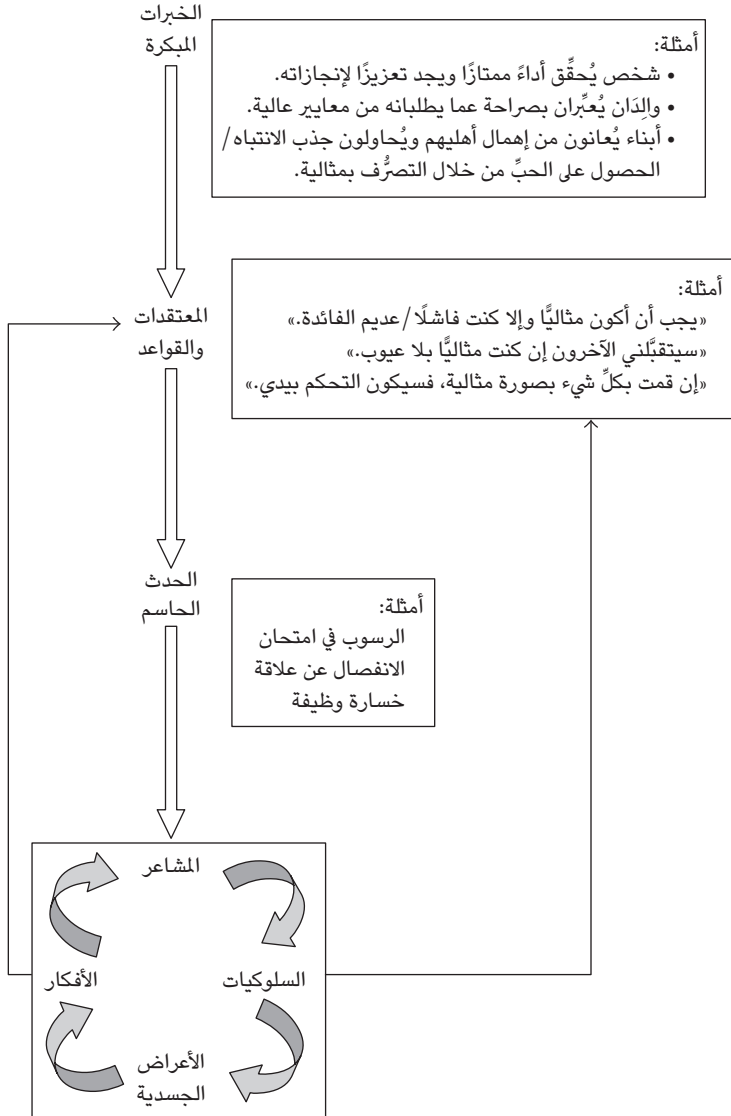 الخبرات
المبكرة
أمثلة:
• شخص يُحقِّق أداءً ممتازًا ويجد تعزيزًا لإنجازاته.
• والِدَان يُعبِّران بصراحة عما يطلبانه من معايير عالية.
• أبناء يُعانون من إهمال أهليهم ويُحاولون جذب الانتباه/
الحصول على الحبِّ من خلال التصرُّف بمثالية.
المعتقدات
والقواعد
أمثلة:
«يجب أن أكون مثاليًّا وإلا كنت فاشلًا/عديم الفائدة.»
«سيتقبَّلني الآخرون إن كنت مثاليًّا بلا عيوب.»
«إن قمت بكلِّ شيء بصورة مثالية، فسيكون التحكم بيدي.»
الحدث
الحاسم
أمثلة:
الرسوب في امتحان
الانفصال عن علاقة
خسارة وظيفة
المشاعر
السلوكيات
الأفكار
الأعراض
الجسدية